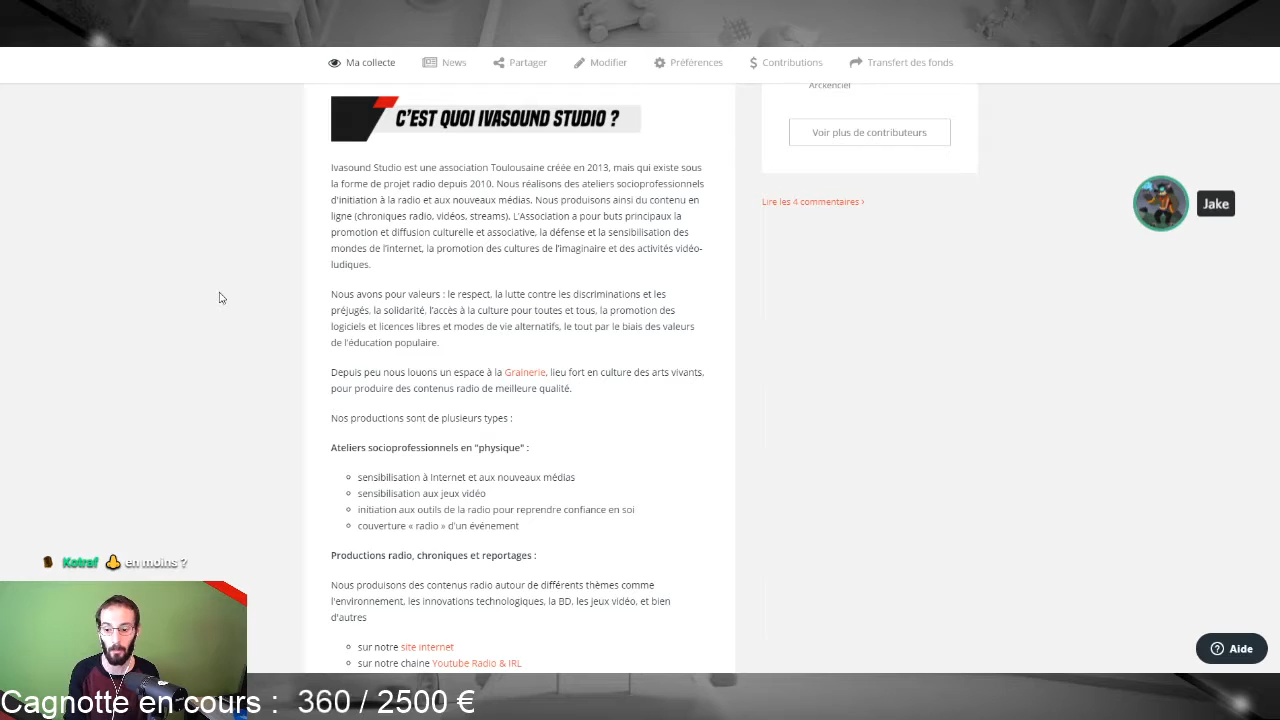 Ma collecte
News
Partager
Modifier
Préférences
Contributions
Transfert des fonds
C'EST QUOI IVASOUND STUDIO ?
Ivasound Studio est une association Toulousaine créée en 2013, mais qui existe sous
la forme de projet radio depuis 2010. Nous réalisons des ateliers socioprofessionnels
d'initiation à la radio et aux nouveaux médias. Nous produisons ainsi du contenu en
ligne (chroniques radio, vidéos, streams). L'Association a pour buts principaux la
promotion et diffusion culturelle et associative, la défense et la sensibilisation des
mondes de l'internet, la promotion des cultures de l'imaginaire et des activités vidéo-
ludiques.
Nous avons pour valeurs : le respect, la lutte contre les discriminations et les
préjugés, la solidarité, l'accès à la culture pour toutes et tous, la promotion des
logiciels et licences libres et modes de vie alternatifs, le tout par le biais des valeurs
de l'éducation populaire.
Depuis peu nous louons un espace à la Grainerie, lieu fort en culture des arts vivants,
pour produire des contenus radio de meilleure qualité.
Nos productions sont de plusieurs types :
Ateliers socioprofessionnels en "physique" :
sensibilisation à Internet et aux nouveaux médias
sensibilisation aux jeux vidéo
initiation aux outils de la radio pour reprendre confiance en soi
couverture « radio » d'un événement
Productions radio, chroniques et reportages :
Nous produisons des contenus radio autour de différents thèmes comme
l'environnement, les innovations technologiques, la BD, les jeux vidéo, et bien
d'autres
sur notre site internet
sur notre chaine Youtube Radio & IRL
Arckenciel
Voir plus de contributeurs
Lire les 4 commentaires ›
Jake
Kotraf en moins ?
Aide
Cagnotte en cours : 360 / 2500 €